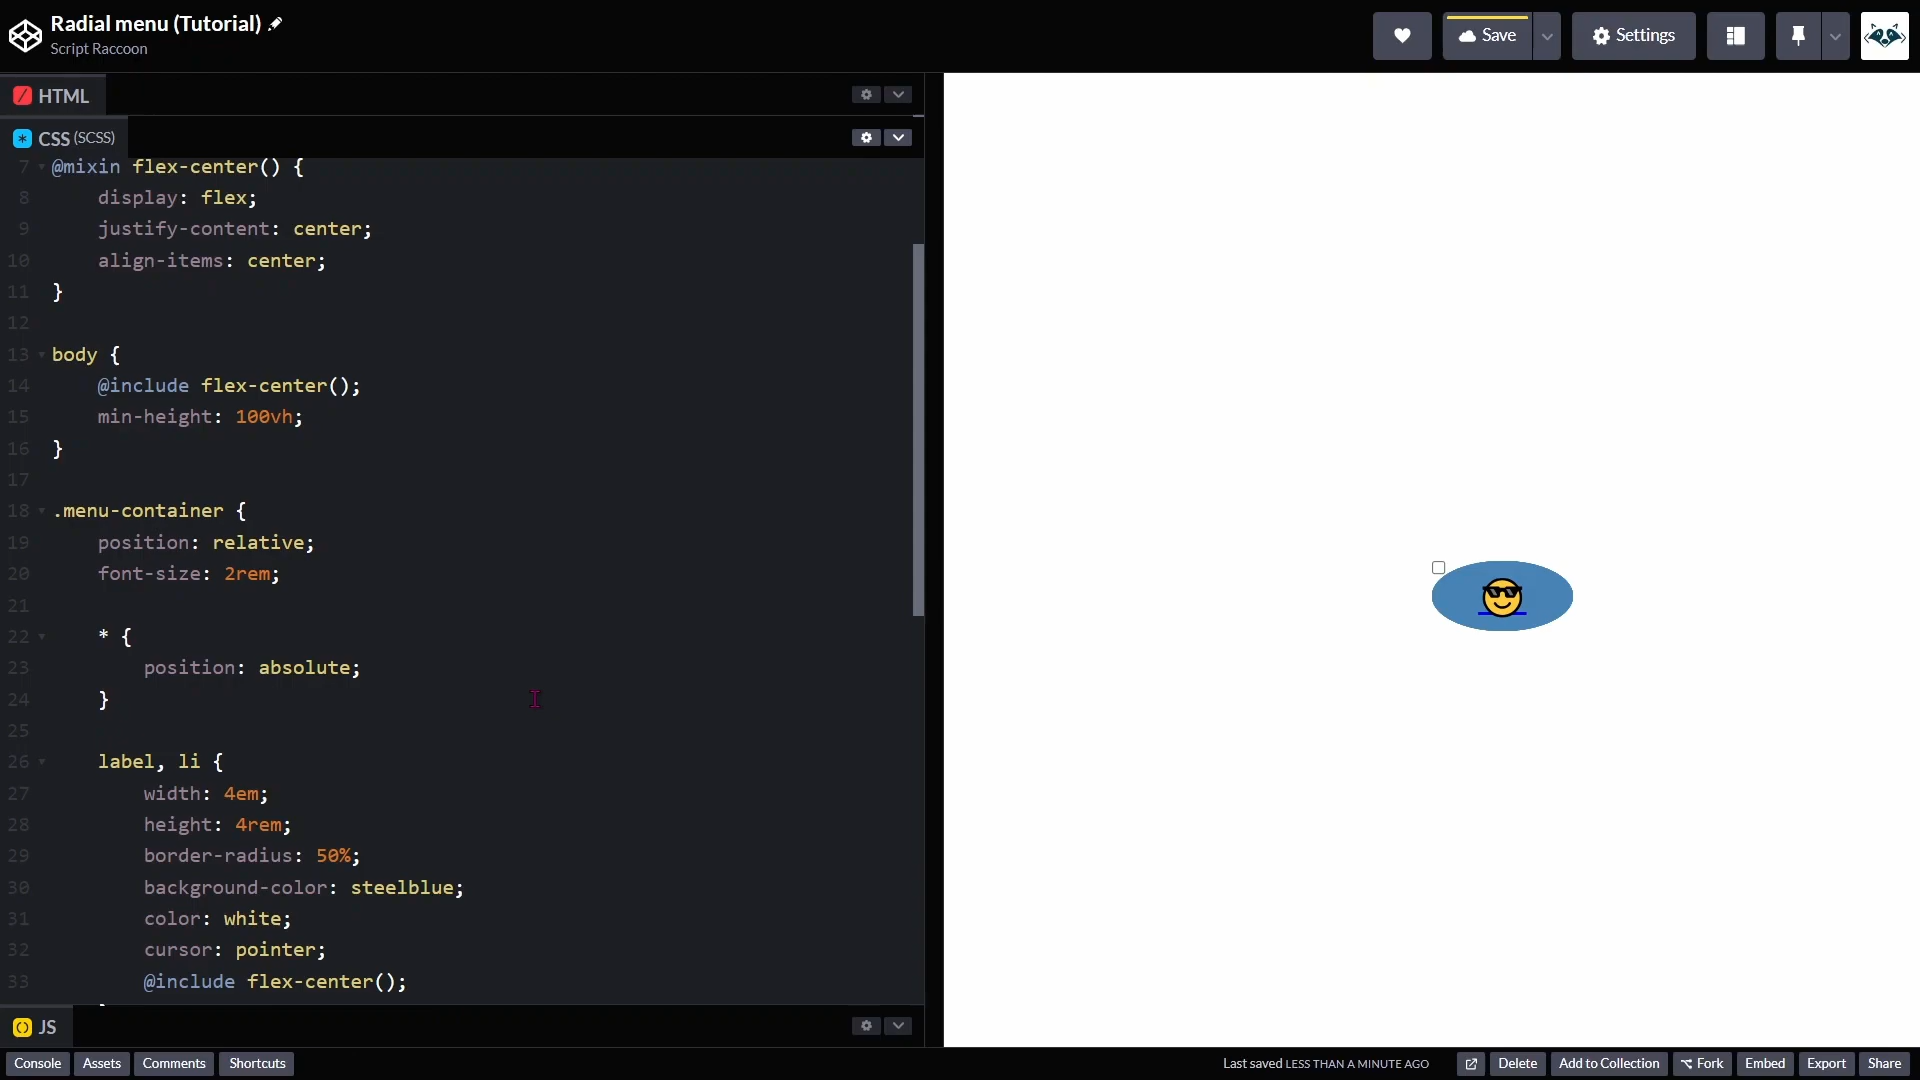 Radial menu (Tutorial)
Script Raccoon
Save
Settings
HTML
CSS (SCSS)
7 @mixin flex-center() {
8 display: flex;
9 justify-content: center;
10 align-items: center;
11 }
12
13 body {
14 @include flex-center();
15 min-height: 100vh;
16 }
17
18 .menu-container {
19 position: relative;
20 font-size: 2rem;
21
22 * {
23 position: absolute;
24 }
25
26 label, li {
27 width: 4em;
28 height: 4rem;
29 border-radius: 50%;
30 background-color: steelblue;
31 color: white;
32 cursor: pointer;
33 @include flex-center();
JS
Console Assets Comments Shortcuts Last saved LESS THAN A MINUTE AGO Delete Add to Collection Fork Embed Export Share